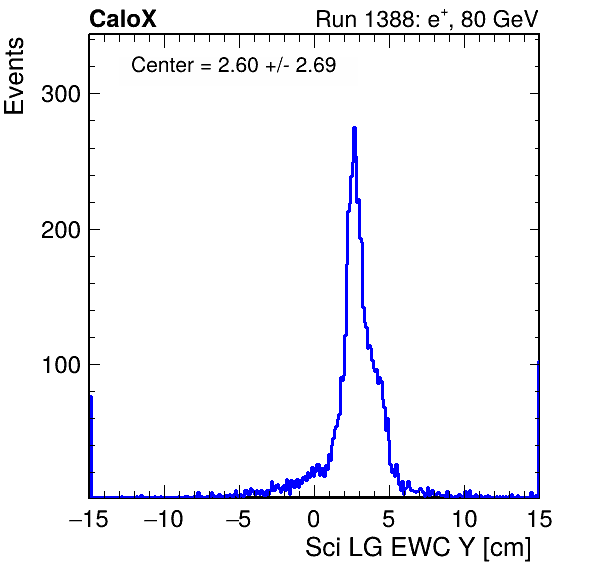 CaloX Run 1388: e⁺, 80 GeV
Center = 2.60 +/- 2.69
Events
300
200
100
−15 −10 −5 0 5 10 15
Sci LG EWC Y [cm]